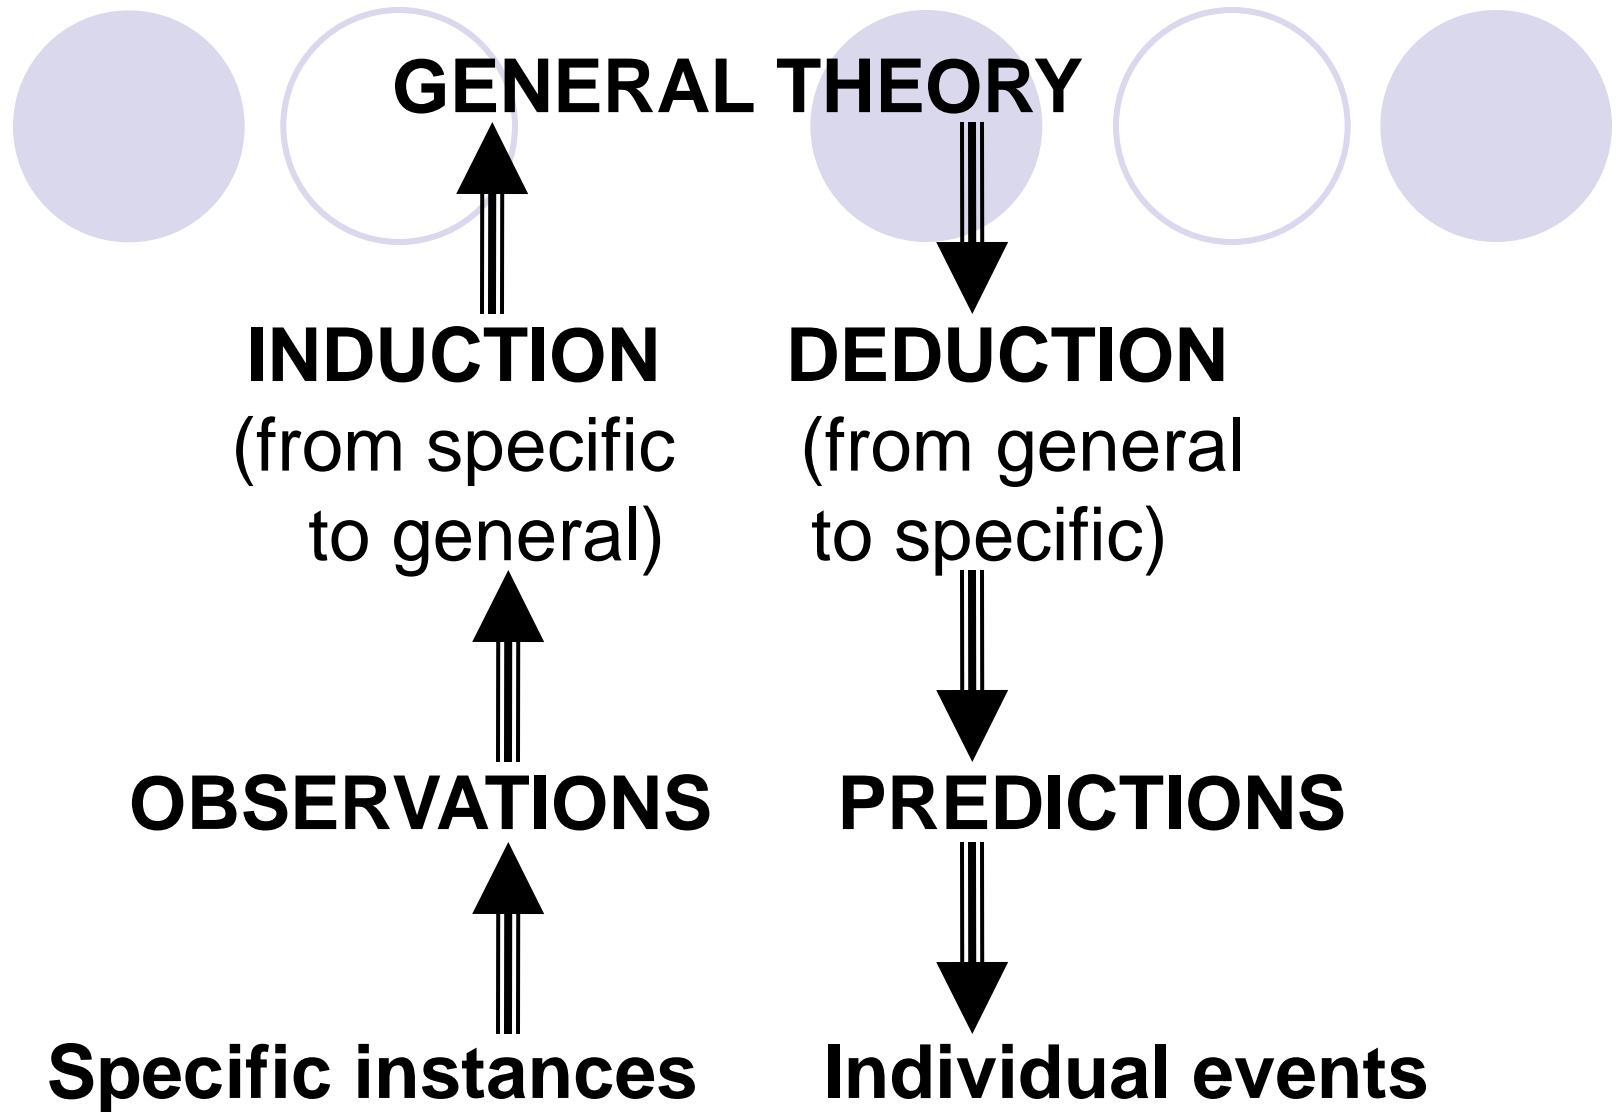 GENERAL THEORY
INDUCTION
(from specific
to general)
DEDUCTION
(from general
to specific)
OBSERVATIONS
PREDICTIONS
Specific instances
Individual events